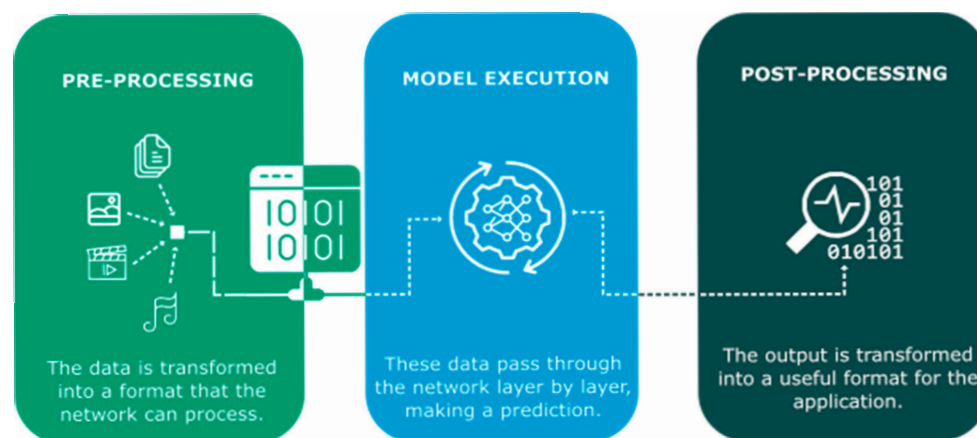 PRE-PROCESSING
10101
10101
The data is transformed
into a format that the
network can process.
MODEL EXECUTION
These data pass through
the network layer by layer,
making a prediction.
POST-PROCESSING
101
01
01
101
010101
The output is transformed
into a useful format for the
application.